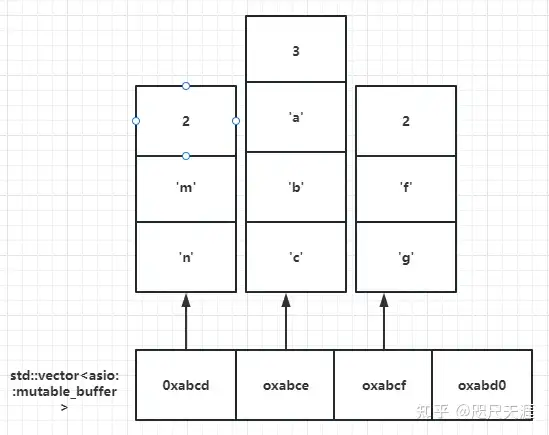 3
2
'a'
2
'm'
'b'
'f'
'n'
'c'
'g'
std::vector<asio:
:mutable_buffer
>
0xabcd
oxabce
oxabcf
oxabd0
知乎 @咫尺天涯